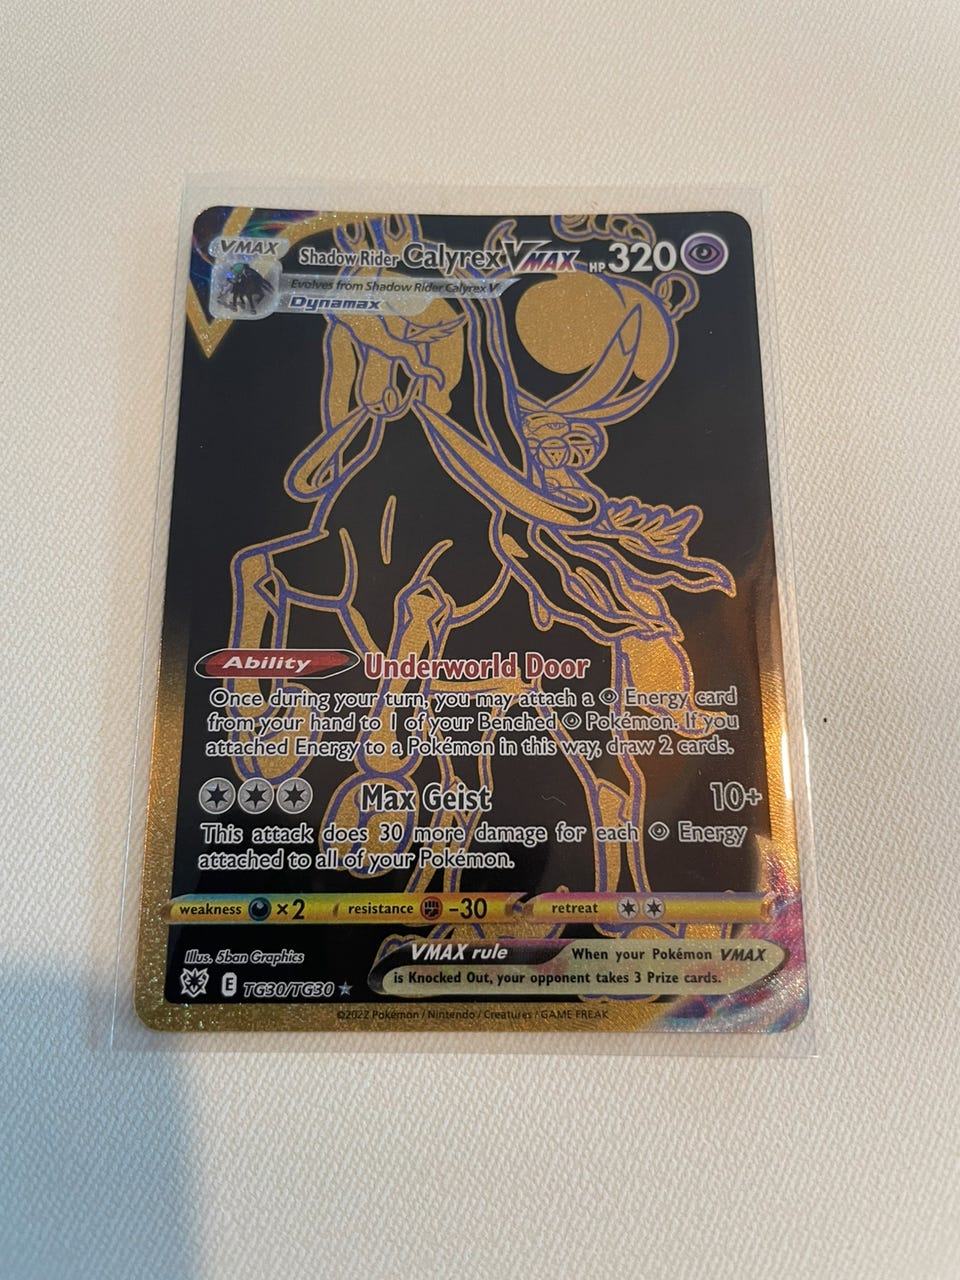 VMAX
Shadow Rider Calyrex VMAX HP 320
Evolves from Shadow Rider Calyrex V
Dynamax
Ability Underworld Door
Once during your turn, you may attach a Energy card
from your hand to 1 of your Benched Pokémon. If you
attached Energy to a Pokémon in this way, draw 2 cards.
Max Geist 10+
This attack does 30 more damage for each Energy
attached to all of your Pokémon.
weakness ×2 resistance -30 retreat
Illus. 5ban Graphics
VMAX rule When your Pokémon VMAX
is Knocked Out, your opponent takes 3 Prize cards.
E TG30/TG30 ★
©2022 Pokémon / Nintendo / Creatures / GAME FREAK